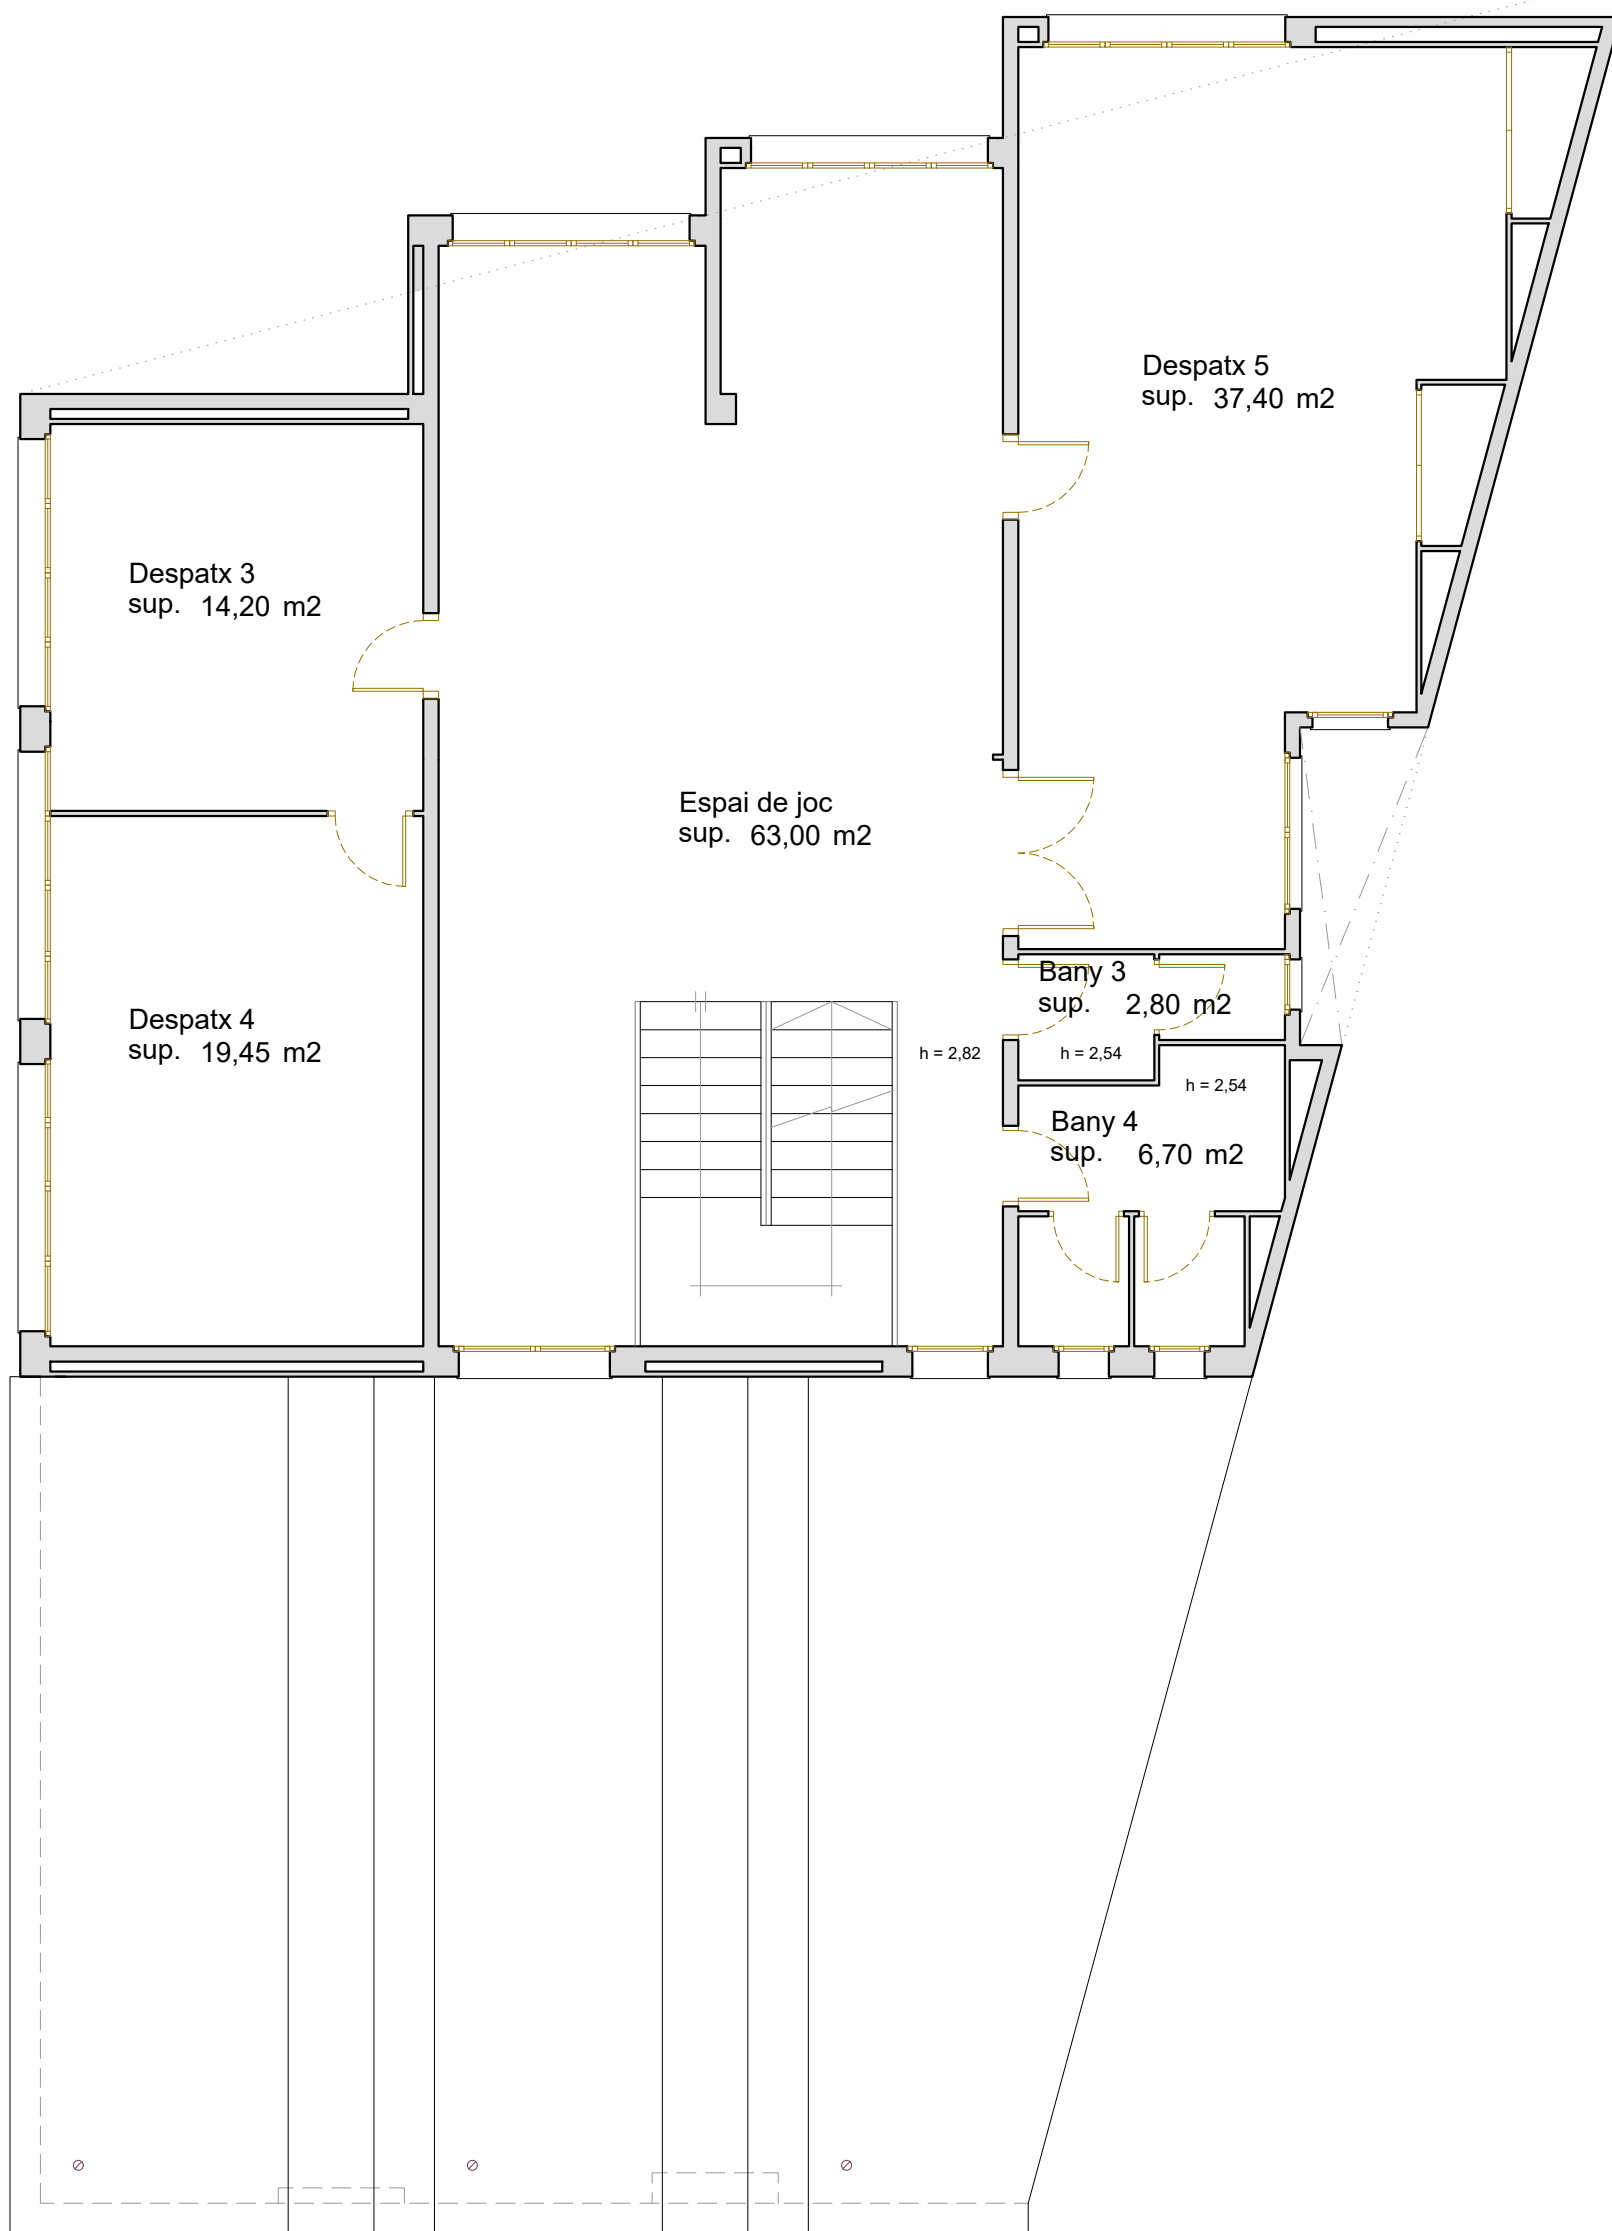 Despatx 5
sup. 37,40 m2
Despatx 3
sup. 14,20 m2
Espai de joc
sup. 63,00 m2
Bany 3
sup. 2,80 m2
Despatx 4
sup. 19,45 m2
h = 2,82
h = 2,54
h = 2,54
Bany 4
sup. 6,70 m2